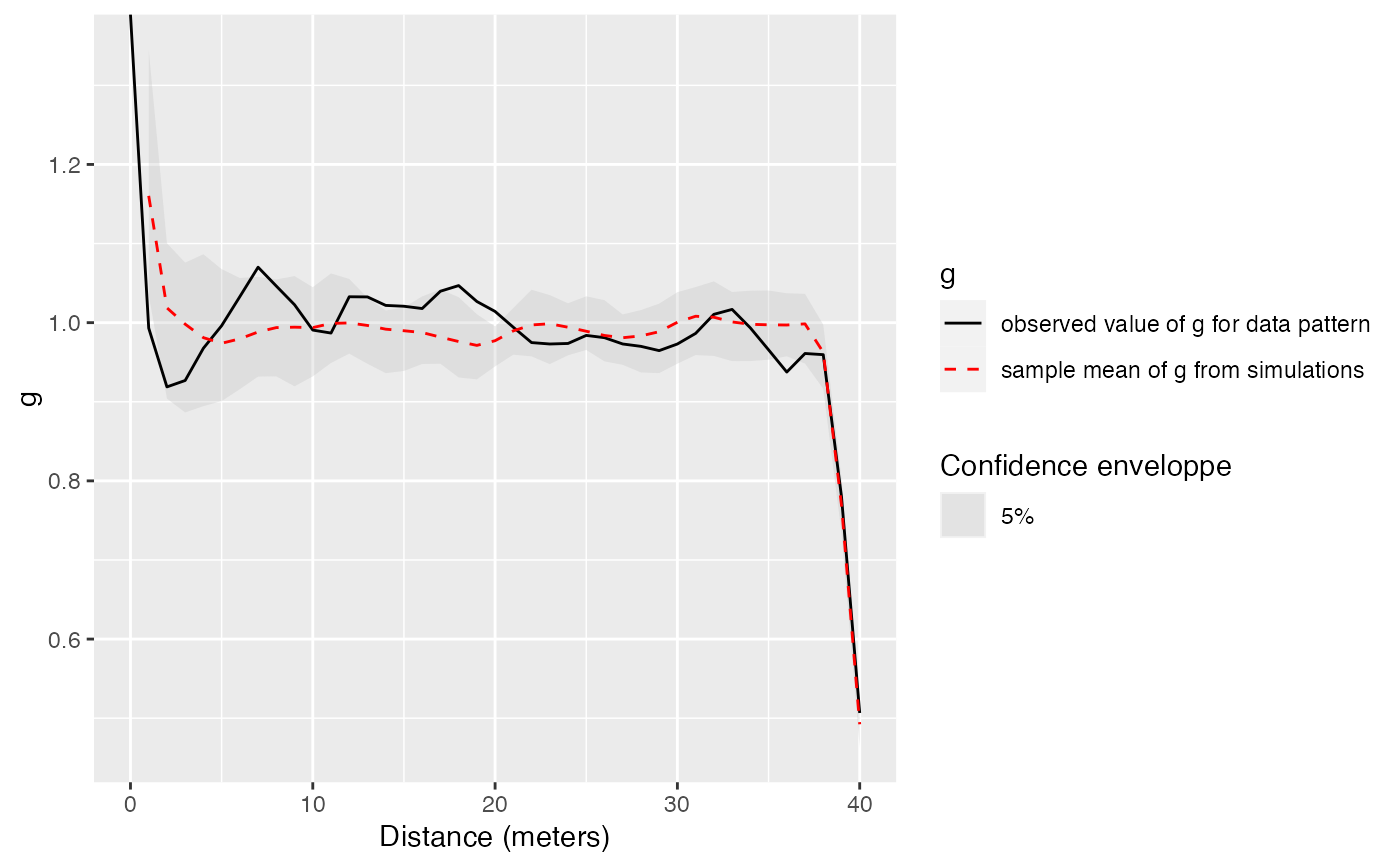 1.2
1.0
0.8
0.6
g
0 10 20 30 40
Distance (meters)
g
observed value of g for data pattern
sample mean of g from simulations
Confidence enveloppe
5%